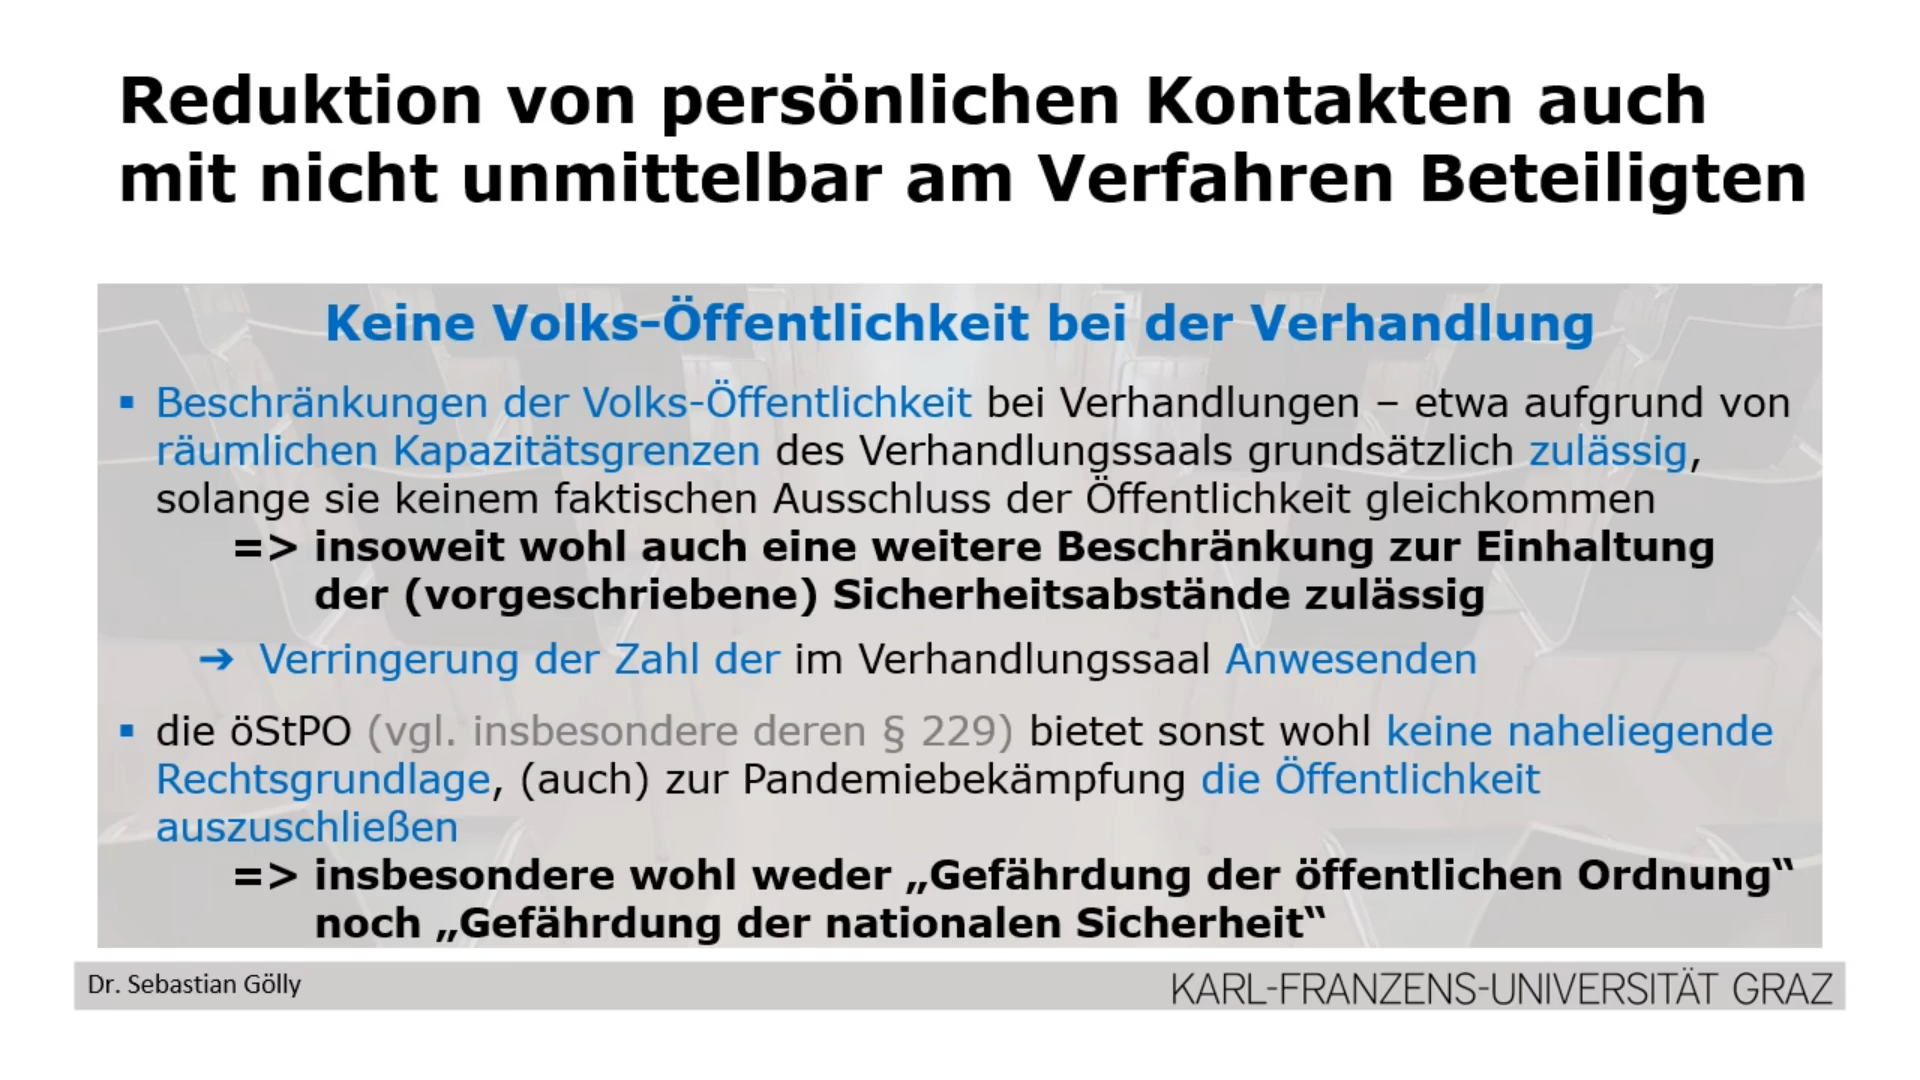 Reduktion von persönlichen Kontakten auch
mit nicht unmittelbar am Verfahren Beteiligten
Keine Volks-Öffentlichkeit bei der Verhandlung
▪ Beschränkungen der Volks-Öffentlichkeit bei Verhandlungen – etwa aufgrund von
räumlichen Kapazitätsgrenzen des Verhandlungssaals grundsätzlich zulässig,
solange sie keinem faktischen Ausschluss der Öffentlichkeit gleichkommen
=> insoweit wohl auch eine weitere Beschränkung zur Einhaltung
der (vorgeschriebene) Sicherheitsabstände zulässig
➔ Verringerung der Zahl der im Verhandlungssaal Anwesenden
▪ die öStPO (vgl. insbesondere deren § 229) bietet sonst wohl keine naheliegende
Rechtsgrundlage, (auch) zur Pandemiebekämpfung die Öffentlichkeit
auszuschließen
=> insbesondere wohl weder „Gefährdung der öffentlichen Ordnung“
noch „Gefährdung der nationalen Sicherheit“
Dr. Sebastian Gölly
KARL-FRANZENS-UNIVERSITÄT GRAZ